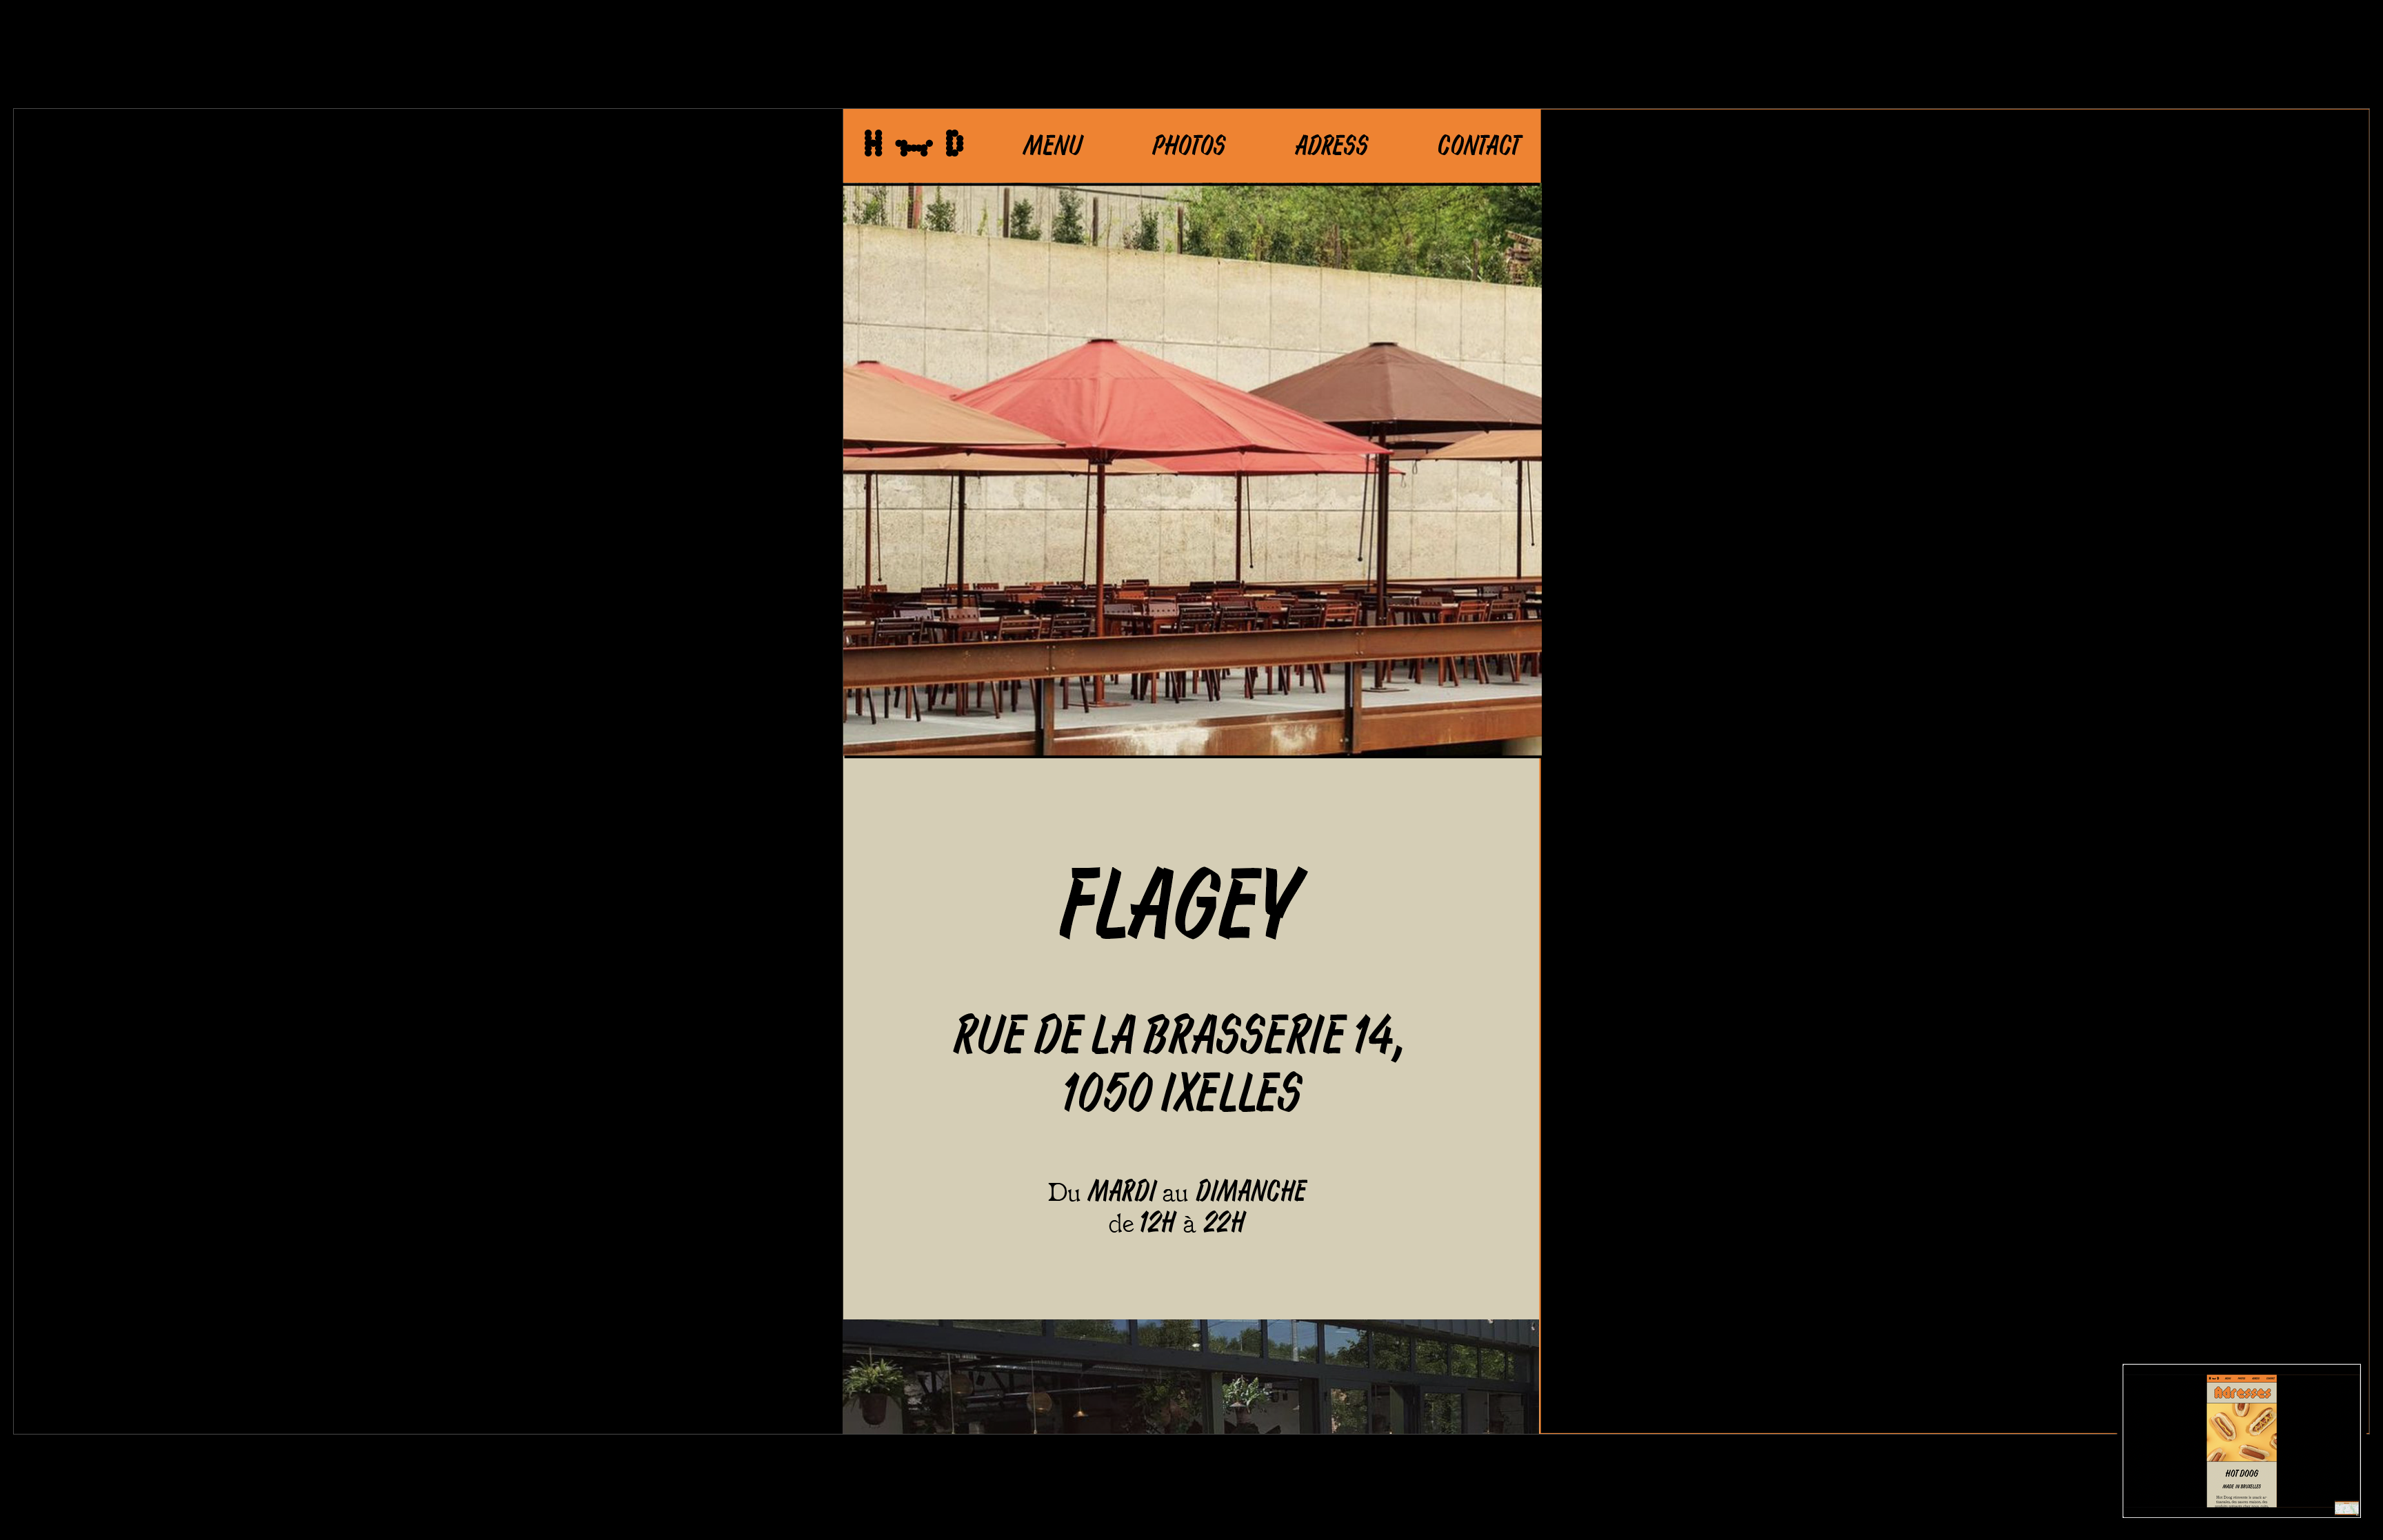 H D
MENU
PHOTOS
ADRESS
CONTACT
FLAGEY
RUE DE LA BRASSERIE 14,
1050 IXELLES
Du MARDI au DIMANCHE
de 12H à 22H
Adresses
HOT DOOG
MADE IN BRUXELLES